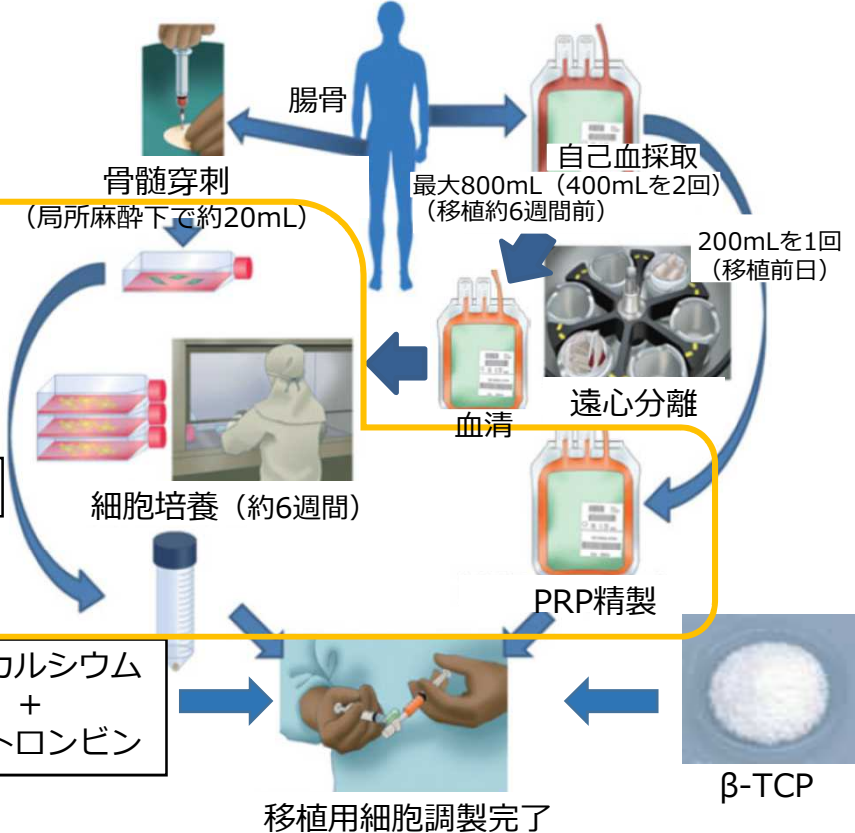 腸骨
骨髄穿刺
（局所麻酔下で約20mL）
自己血採取
最大800mL（400mLを2回）
（移植約6週間前）
200mLを1回
（移植前日）
血清
遠心分離
細胞培養（約6週間）
PRP精製
カルシウム
+
トロンビン
β-TCP
移植用細胞調製完了